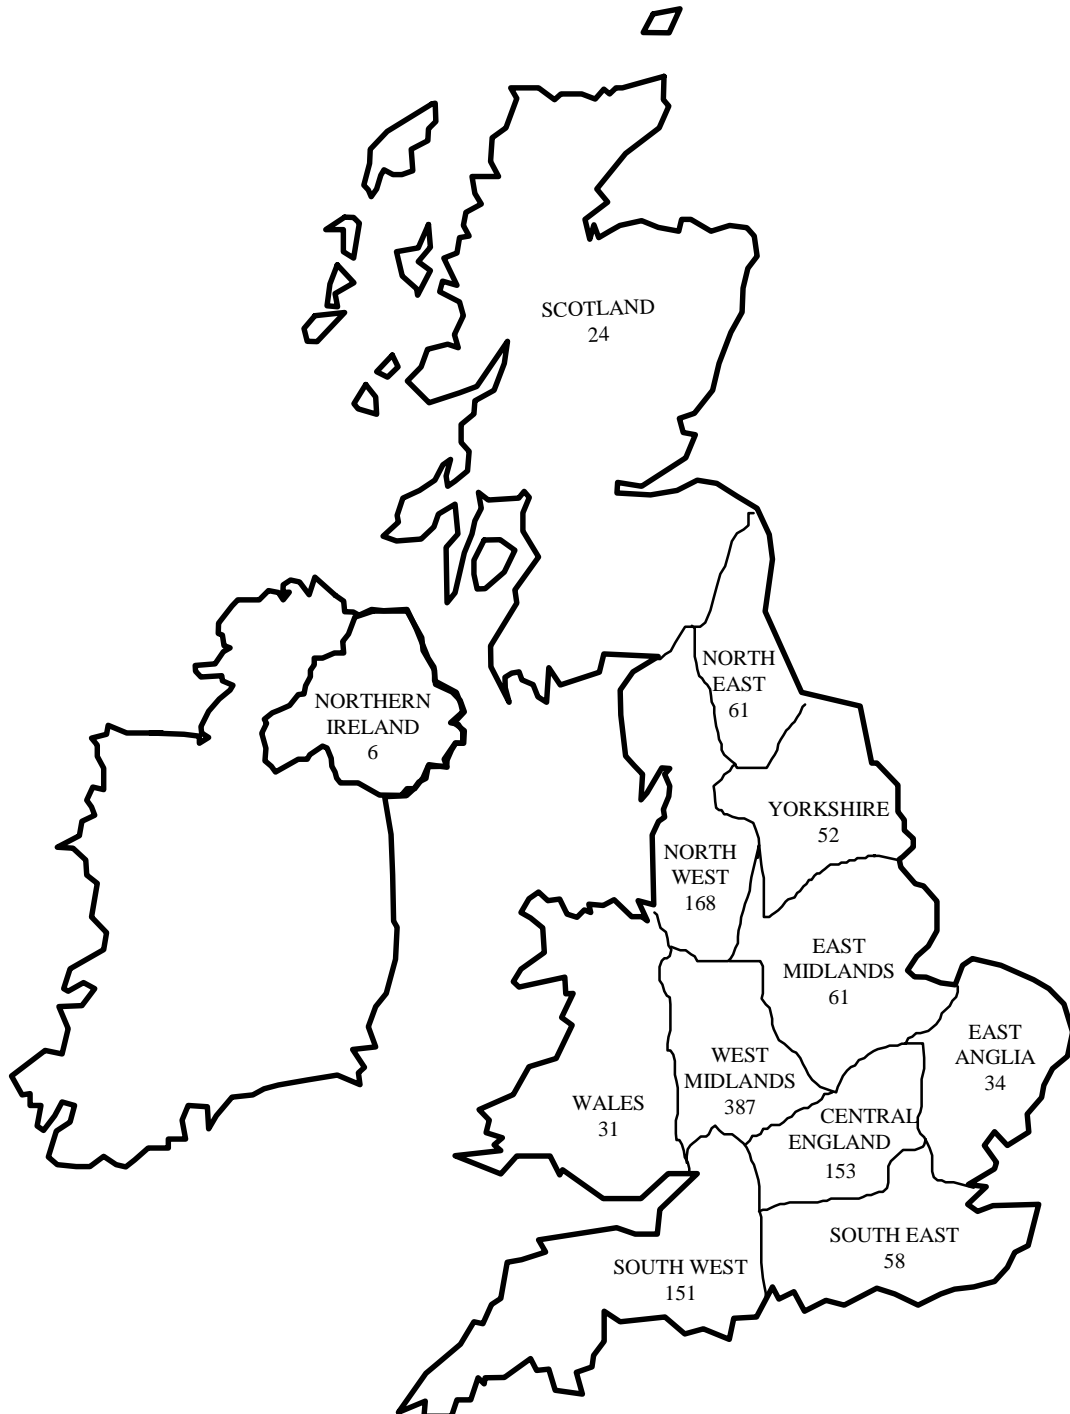 SCOTLAND
24
NORTH
EAST
61
NORTHERN
IRELAND
6
YORKSHIRE
52
NORTH
WEST
168
EAST
MIDLANDS
61
EAST
ANGLIA
34
WEST
MIDLANDS
387
WALES
31
CENTRAL
ENGLAND
153
SOUTH EAST
58
SOUTH WEST
151